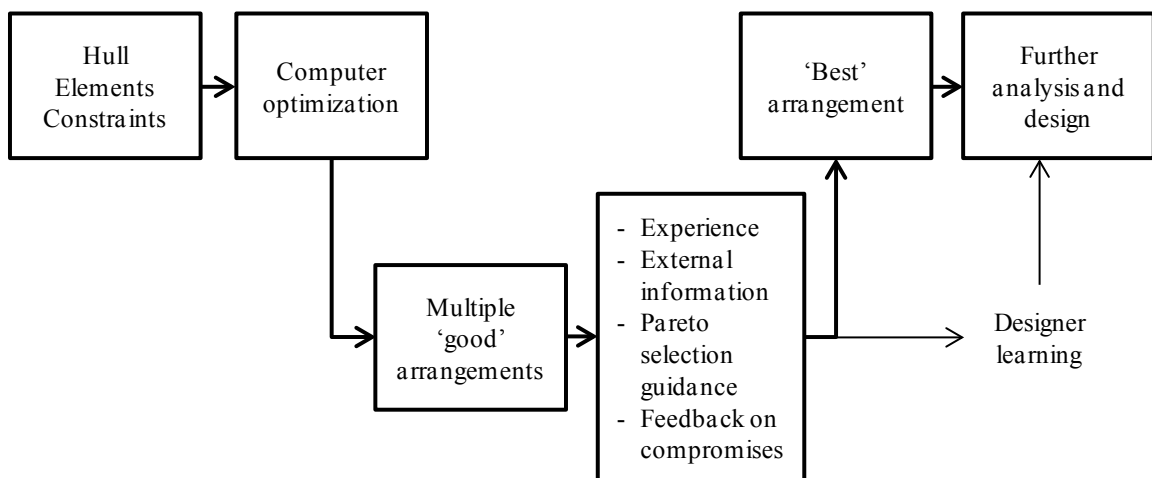 Hull
Elements
Constraints
Computer
optimization
Multiple
‘good’
arrangements
- Experience
- External
information
- Pareto
selection
guidance
- Feedback on
compromises
‘Best’
arrangement
Further
analysis and
design
Designer
learning